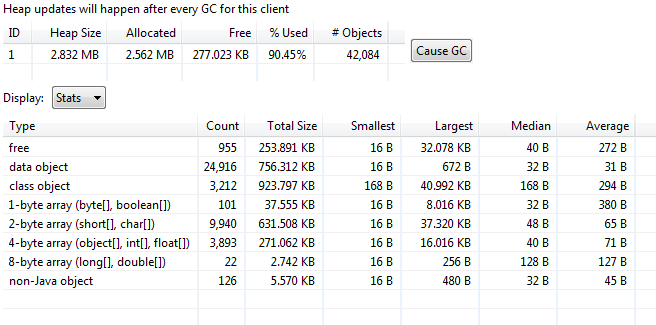 Heap updates will happen after every GC for this client
ID Heap Size Allocated Free % Used # Objects
1 2.832 MB 2.562 MB 277.023 KB 90.45% 42,084 Cause GC
Display: Stats
Type Count Total Size Smallest Largest Median Average
free 955 253.891 KB 16 B 32.078 KB 40 B 272 B
data object 24,916 756.312 KB 16 B 672 B 32 B 31 B
class object 3,212 923.797 KB 168 B 40.992 KB 168 B 294 B
1-byte array (byte[], boolean[]) 101 37.555 KB 16 B 8.016 KB 32 B 380 B
2-byte array (short[], char[]) 9,940 631.508 KB 16 B 37.320 KB 48 B 65 B
4-byte array (object[], int[], float[]) 3,893 271.062 KB 16 B 16.016 KB 40 B 71 B
8-byte array (long[], double[]) 22 2.742 KB 16 B 256 B 128 B 127 B
non-Java object 126 5.570 KB 16 B 480 B 32 B 45 B